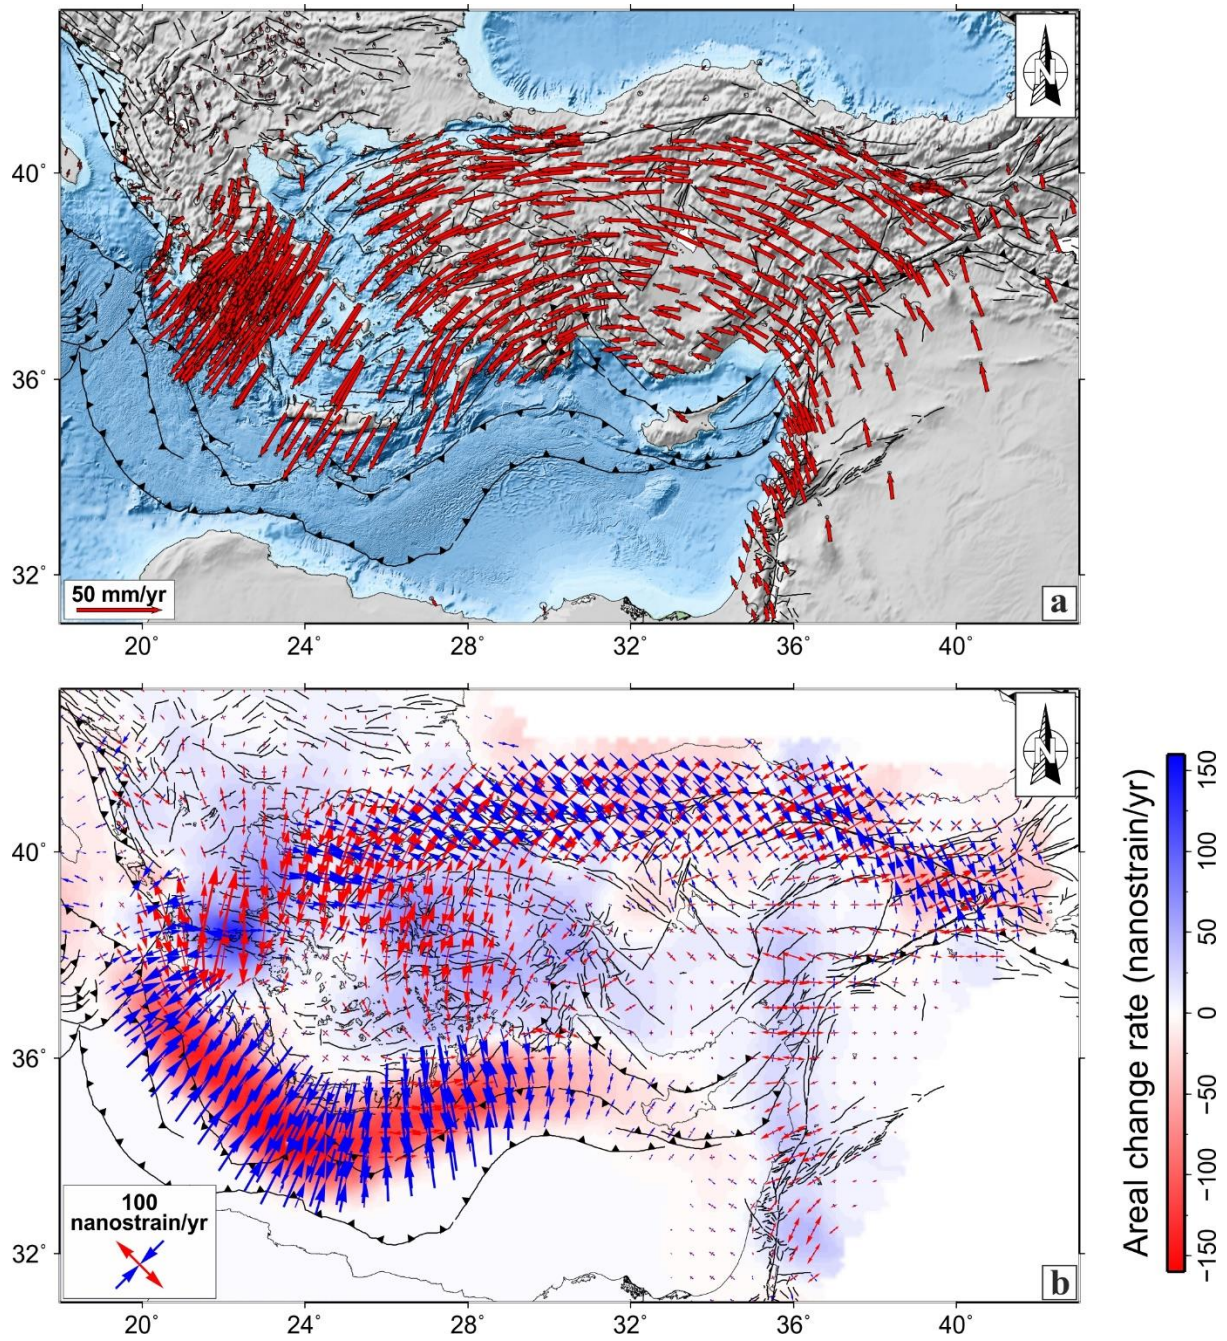 N
40°
36°
32°
50 mm/yr
a
20° 24° 28° 32° 36° 40°
N
40°
36°
32°
100
nanostrain/yr
b
20° 24° 28° 32° 36° 40°
Areal change rate (nanostrain/yr)
150
100
50
0
−50
−100
−150